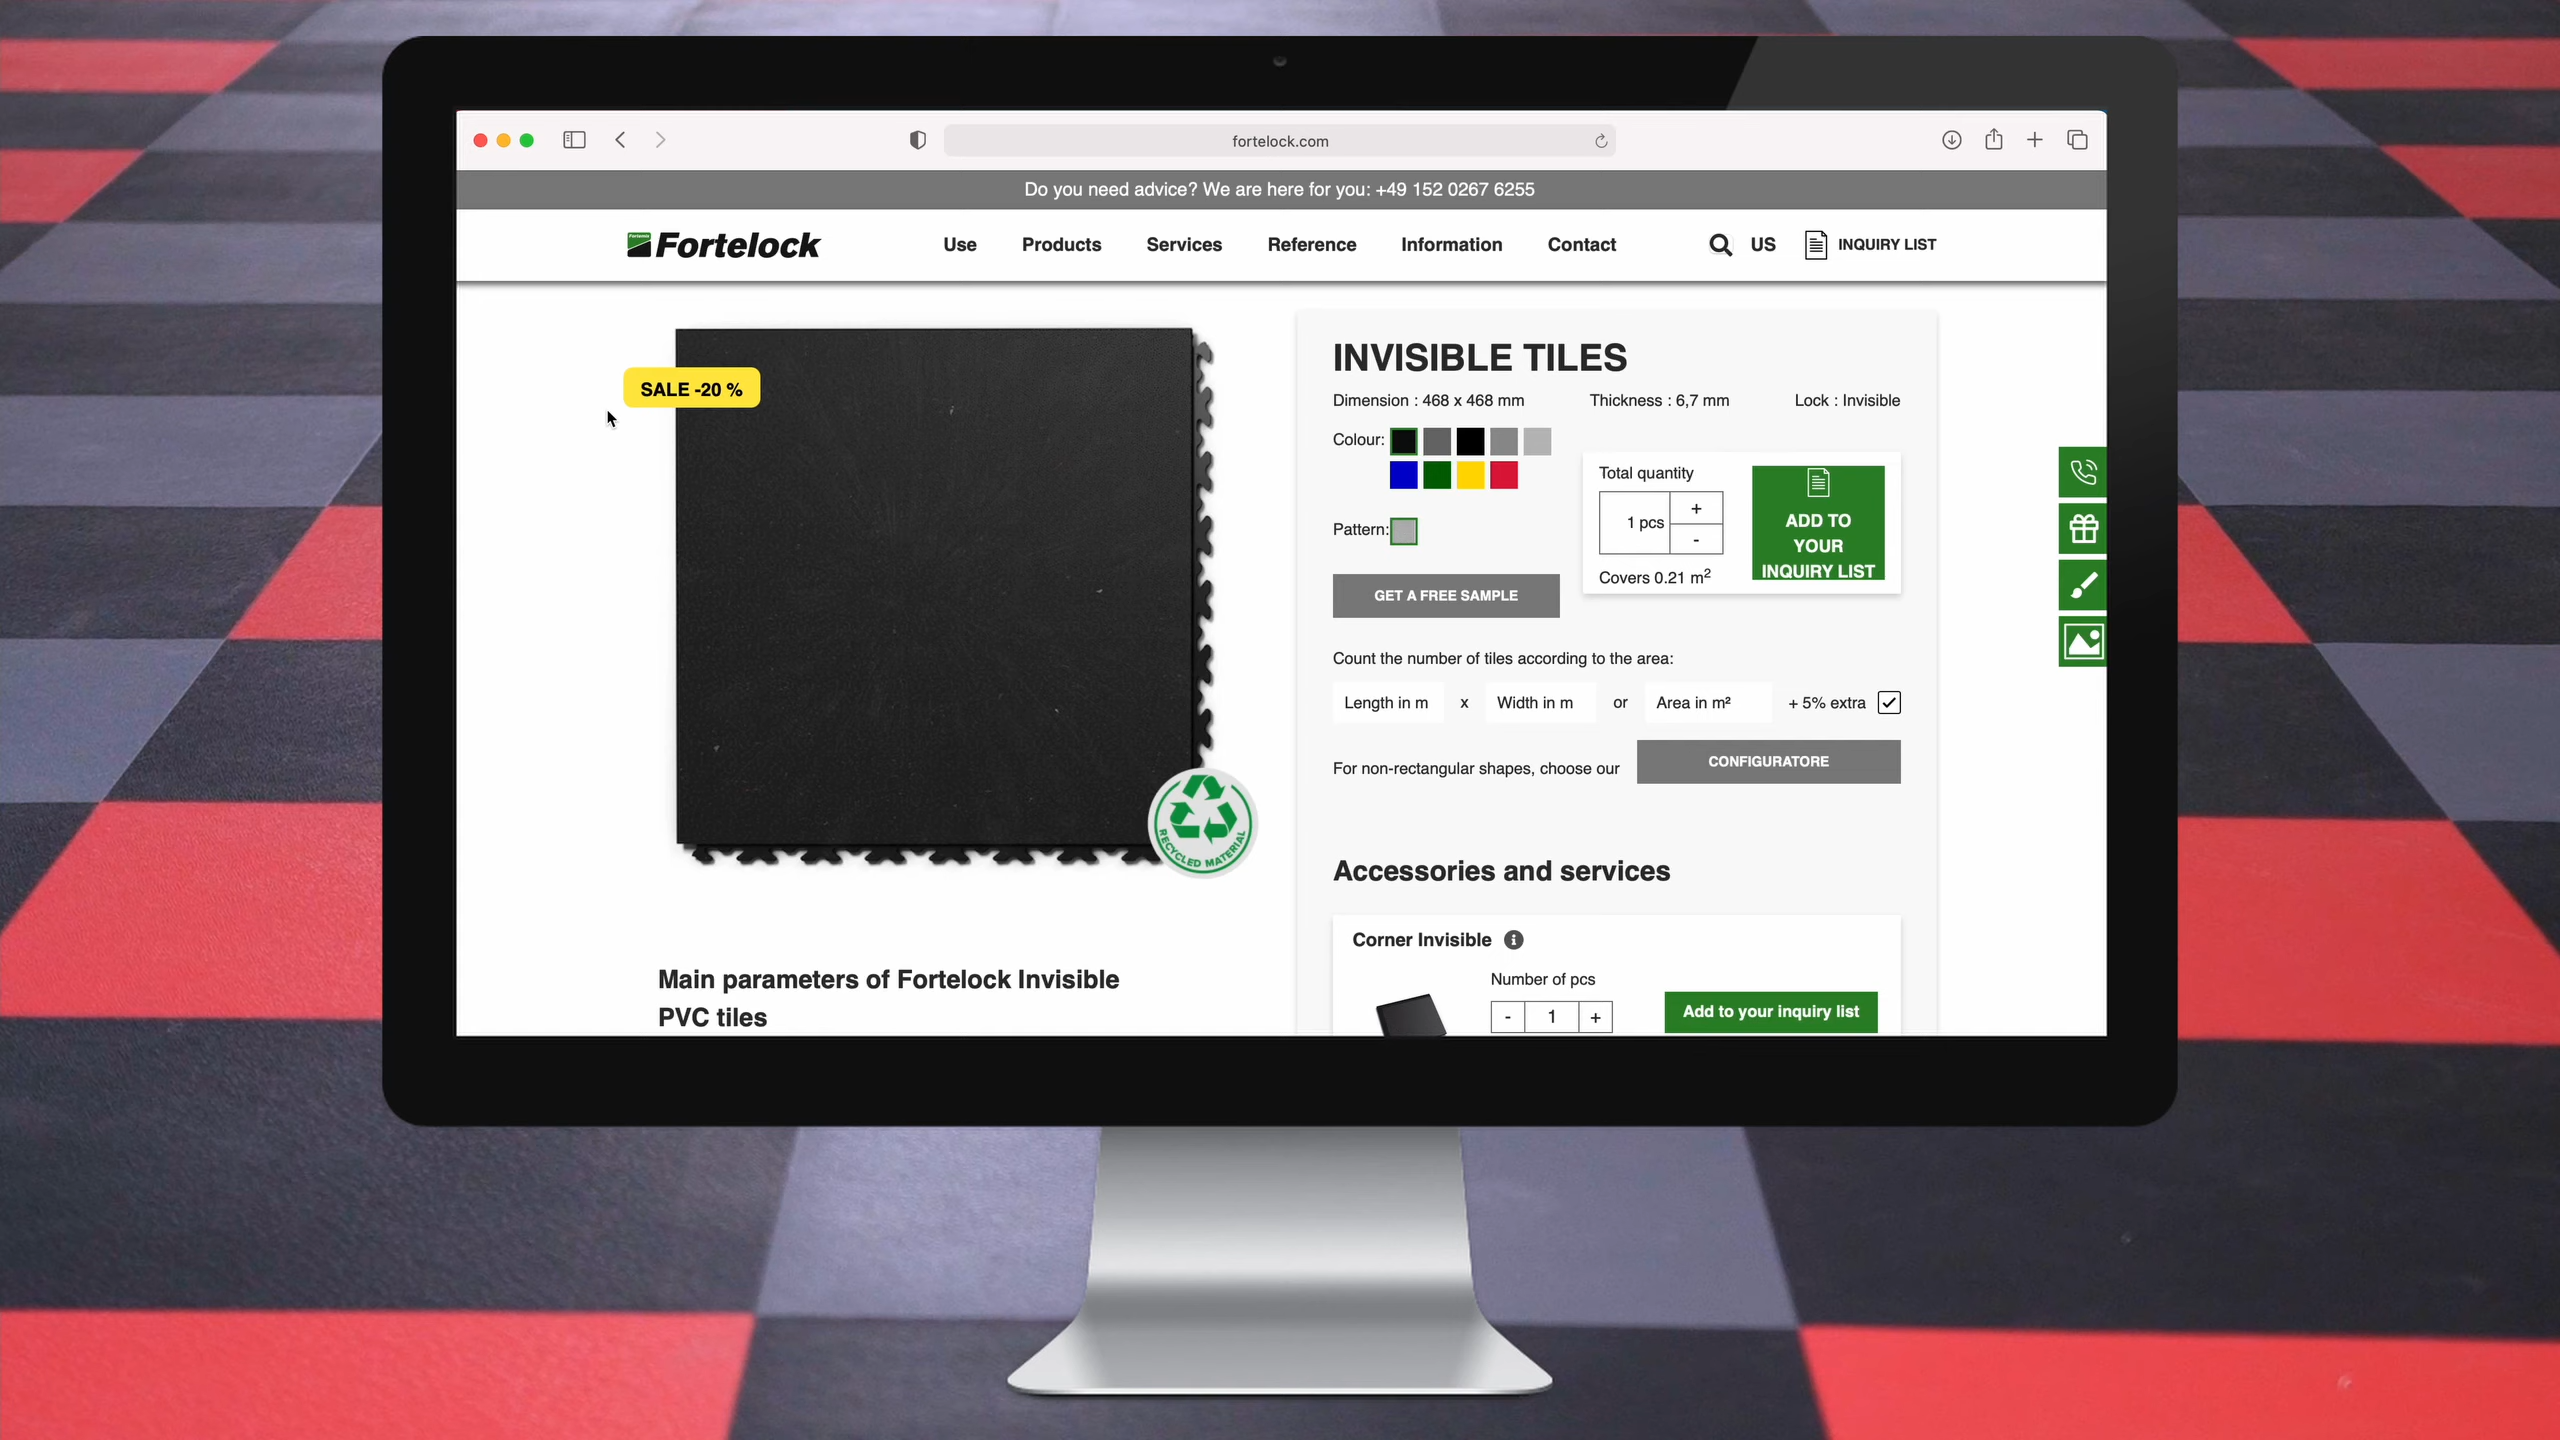 fortelock.com
Do you need advice? We are here for you: +49 152 0267 6255
Fortelock
Use
Products
Services
Reference
Information
Contact
US
INQUIRY LIST
SALE -20 %
RECYCLED MATERIAL
INVISIBLE TILES
Dimension : 468 x 468 mm
Thickness : 6,7 mm
Lock : Invisible
Colour:
Pattern:
Total quantity
1 pcs
+
-
Covers 0.21 m²
ADD TO
YOUR
INQUIRY LIST
GET A FREE SAMPLE
Count the number of tiles according to the area:
Length in m x Width in m or Area in m² + 5% extra
For non-rectangular shapes, choose our
CONFIGURATORE
Accessories and services
Corner Invisible
Number of pcs
- 1 +
Add to your inquiry list
Main parameters of Fortelock Invisible
PVC tiles